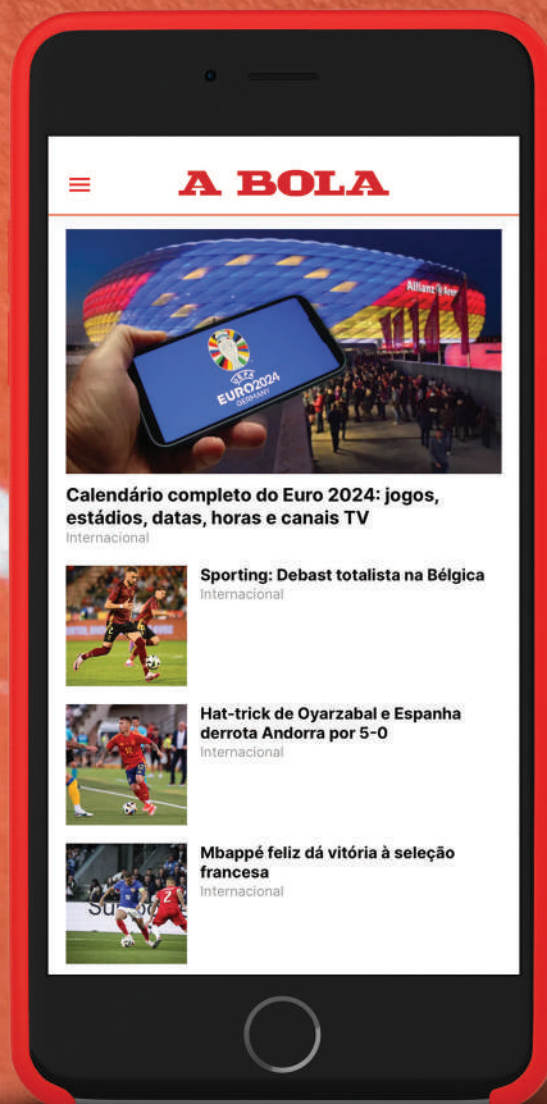 A BOLA
Allianz Arena
UEFA
EURO2024
GERMANY
Calendário completo do Euro 2024: jogos,
estádios, datas, horas e canais TV
Internacional
Sporting: Debast totalista na Bélgica
Internacional
Hat-trick de Oyarzabal e Espanha
derrota Andorra por 5-0
Internacional
Mbappé feliz dá vitória à seleção
francesa
Internacional
2